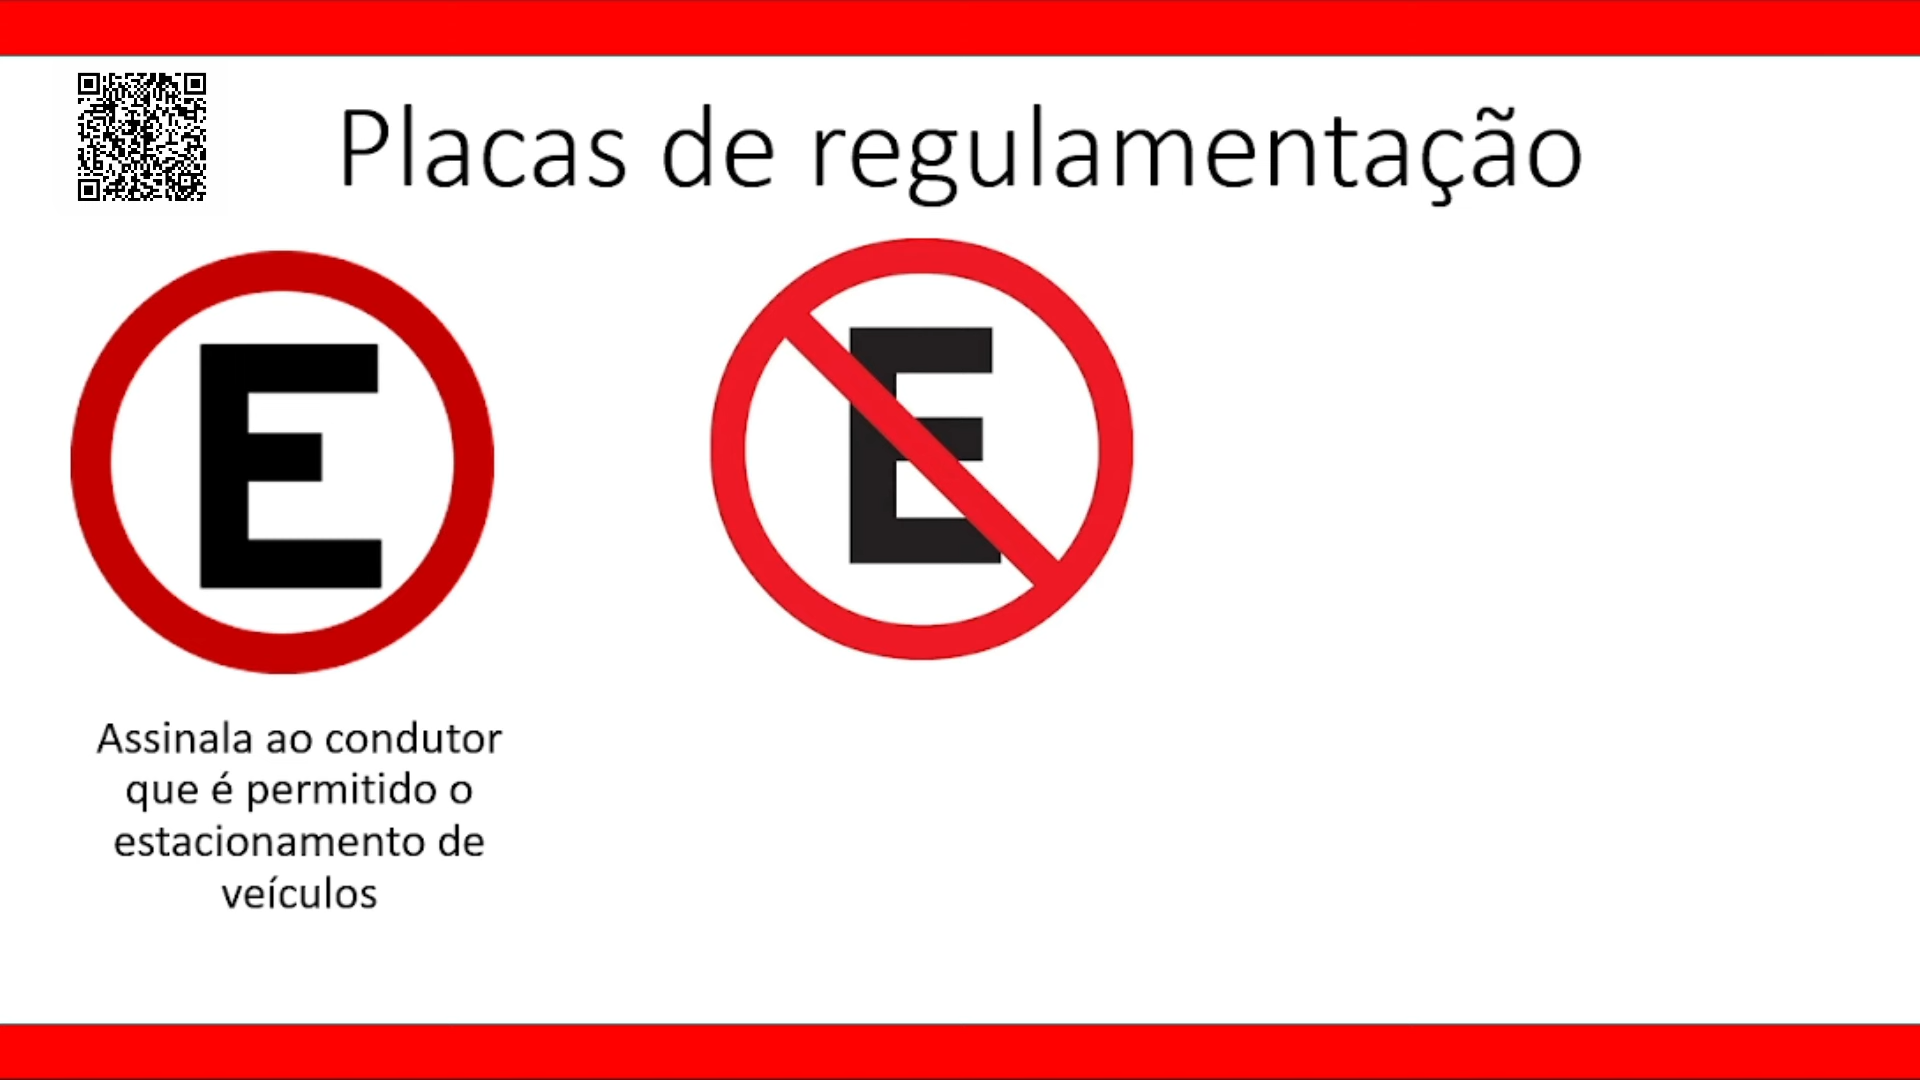 Placas de regulamentação
E
E
Assinala ao condutor
que é permitido o
estacionamento de
veículos